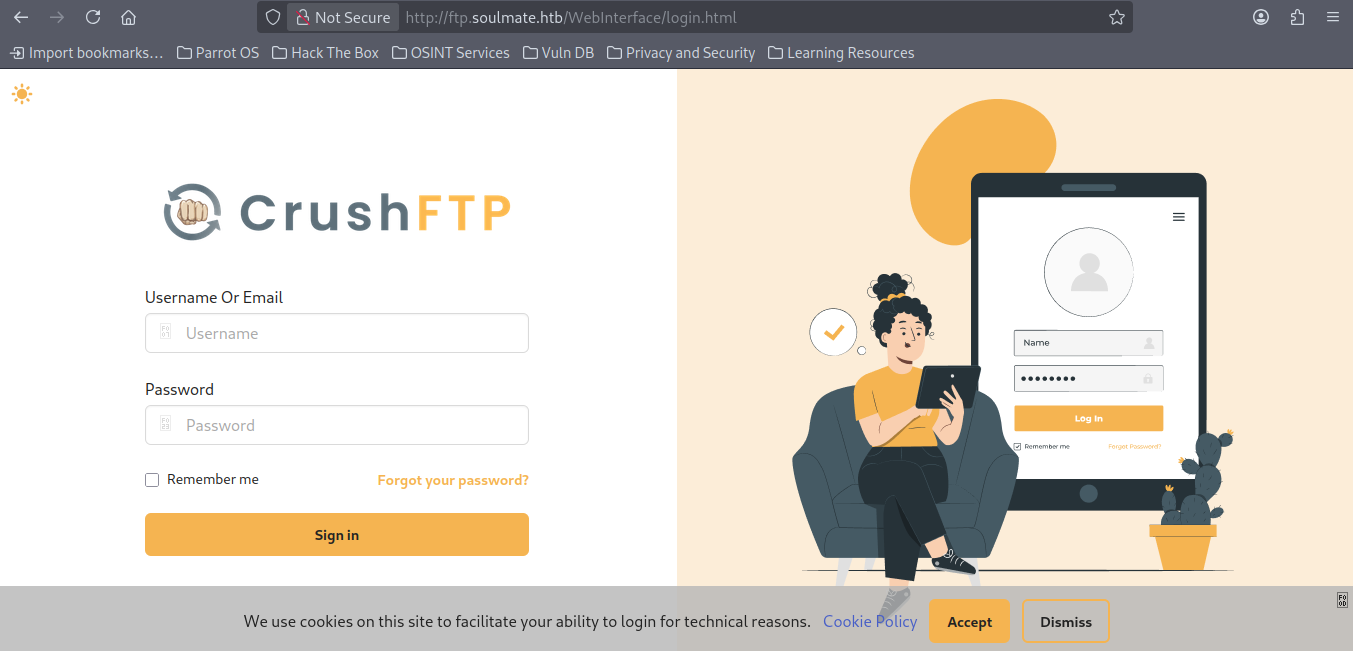 Not Secure http://ftp.soulmate.htb/WebInterface/login.html
Import bookmarks... Parrot OS Hack The Box OSINT Services Vuln DB Privacy and Security Learning Resources
CrushFTP
Username Or Email
Username
Password
Password
Remember me Forgot your password?
Sign in
Name
Log In
Remember me Forgot Password?
We use cookies on this site to facilitate your ability to login for technical reasons. Cookie Policy Accept Dismiss